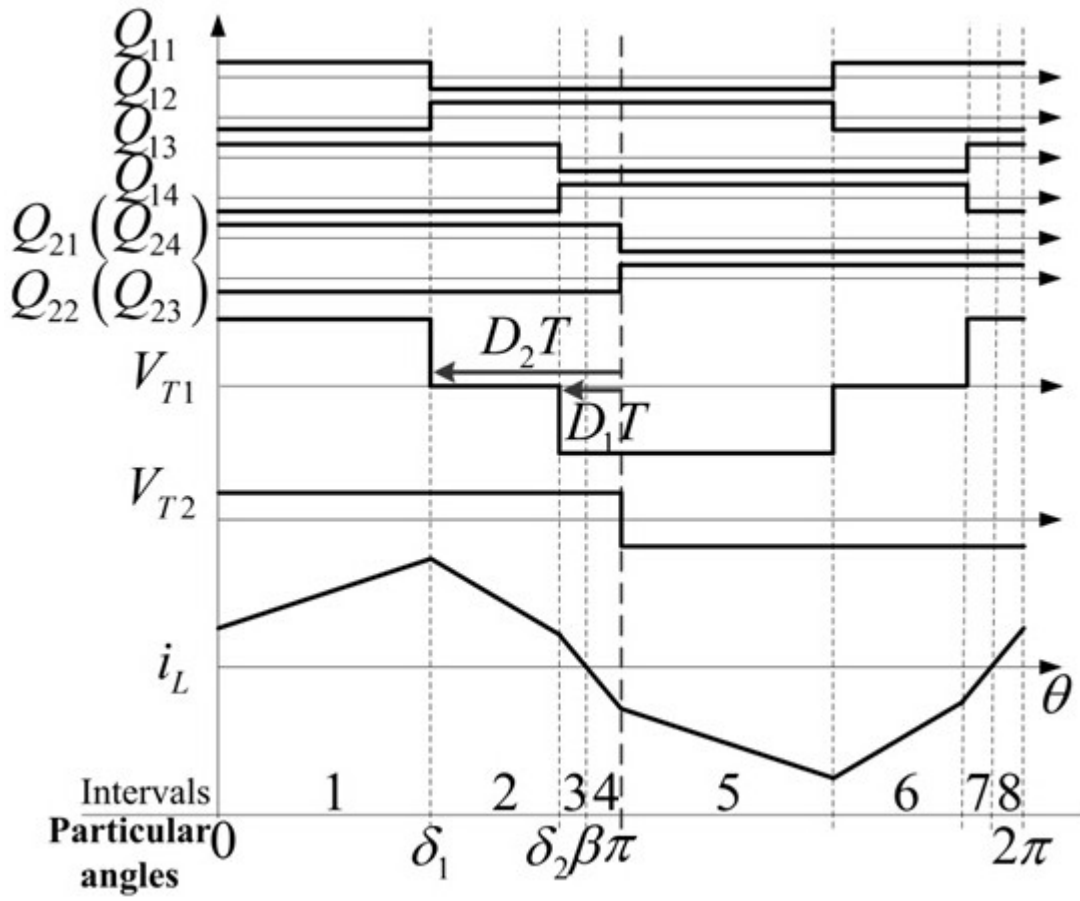 Q11
Q12
Q13
Q14
Q21 (Q24)
Q22 (Q23)
D2T
VT1
D1T
VT2
iL
θ
Intervals 1 2 3 4 5 6 7 8
Particular angles 0 δ1 δ2 β π 2π